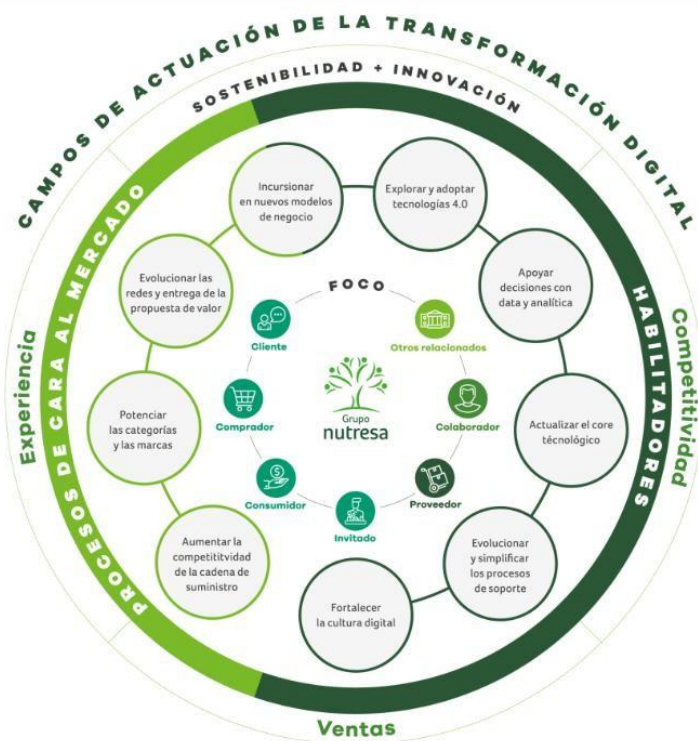 CAMPOS DE ACTUACIÓN DE LA TRANSFORMACIÓN DIGITAL
SOSTENIBILIDAD + INNOVACIÓN
PROCESOS DE CARA AL MERCADO
HABILITADORES
Experiencia
Competitividad
Ventas
Incursionar
en nuevos modelos
de negocio
Explorar y adoptar
tecnologías 4.0
Evolucionar las
redes y entrega de la
propuesta de valor
Apoyar
decisiones con
data y analítica
Potenciar
las categorías
y las marcas
Actualizar el core
técnológico
Aumentar la
competititvidad
de la cadena de
suministro
Evolucionar
y simplificar
los procesos
de soporte
Fortalecer
la cultura digital
FOCO
Cliente
Otros relacionados
Comprador
Colaborador
Consumidor
Proveedor
Invitado
Grupo
nutresa